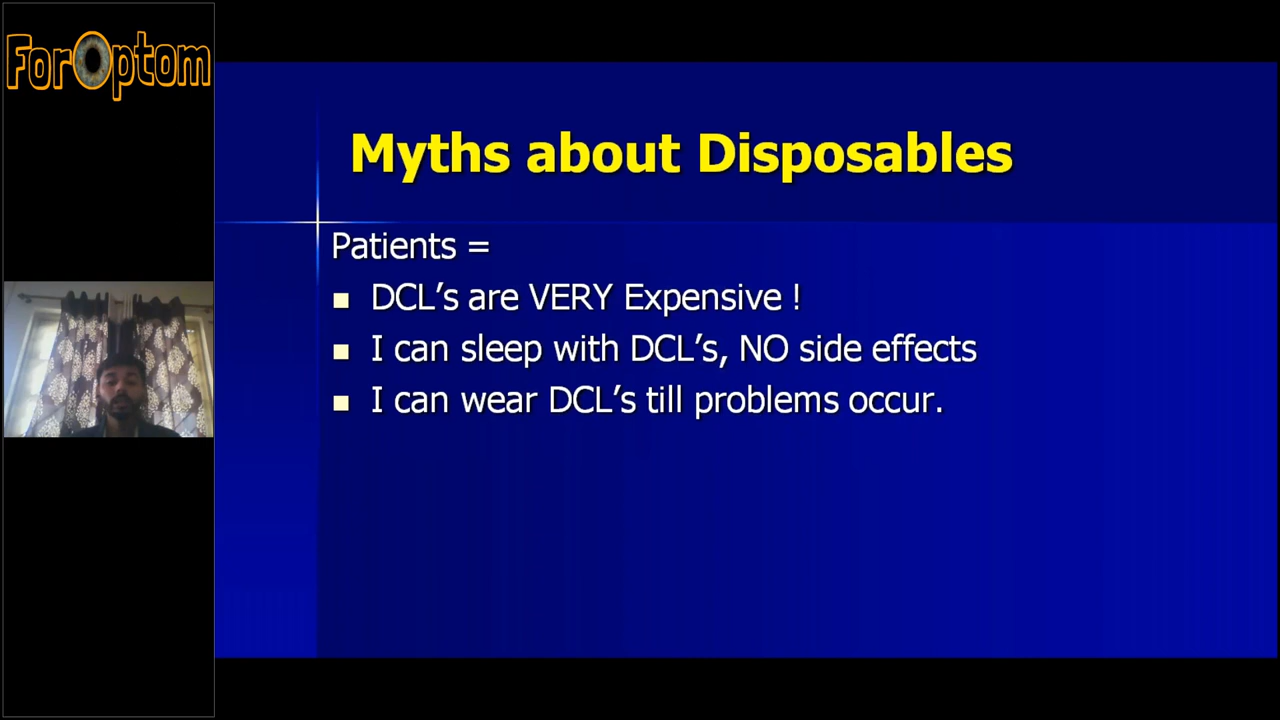 ForOptom
Myths about Disposables
Patients =
DCL's are VERY Expensive !
I can sleep with DCL's, NO side effects
I can wear DCL's till problems occur.